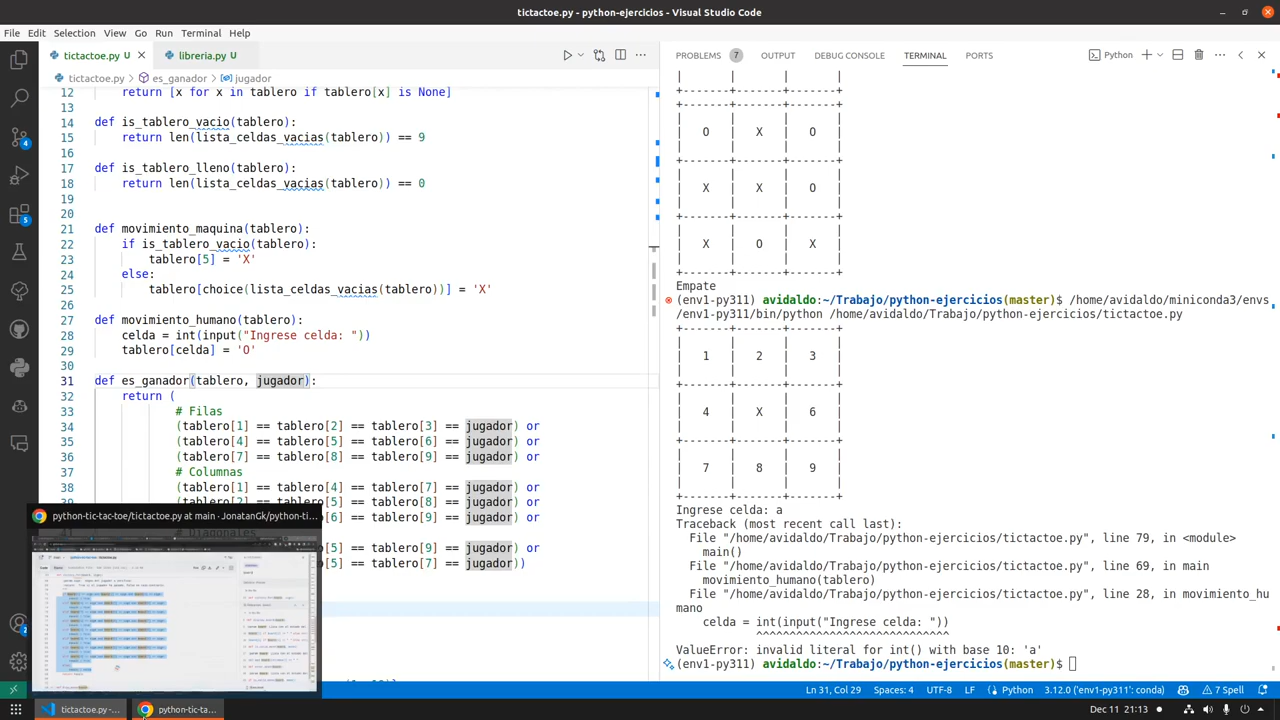 tictactoe.py - python-ejercicios - Visual Studio Code
File Edit Selection View Go Run Terminal Help
tictactoe.py U libreria.py U
tictactoe.py > es_ganador > jugador
12 return [x for x in tablero if tablero[x] is None]
13
14 def is_tablero_vacio(tablero):
15 return len(lista_celdas_vacias(tablero)) == 9
16
17 def is_tablero_lleno(tablero):
18 return len(lista_celdas_vacias(tablero)) == 0
19
20
21 def movimiento_maquina(tablero):
22 if is_tablero_vacio(tablero):
23 tablero[5] = 'X'
24 else:
25 tablero[choice(lista_celdas_vacias(tablero))] = 'X'
26
27 def movimiento_humano(tablero):
28 celda = int(input("Ingrese celda: "))
29 tablero[celda] = 'O'
30
31 def es_ganador(tablero, jugador):
32 return (
33 # Filas
34 (tablero[1] == tablero[2] == tablero[3] == jugador) or
35 (tablero[4] == tablero[5] == tablero[6] == jugador) or
36 (tablero[7] == tablero[8] == tablero[9] == jugador) or
37 # Columnas
38 (tablero[1] == tablero[4] == tablero[7] == jugador) or
[5] == tablero[8] == jugador) or
[6] == tablero[9] == jugador) or
[5] == tablero[9] == jugador) or
[5] == tablero[7] == jugador))
python-tic-tac-toe/tictactoe.py at main · JonatanGk/python-ti...
PROBLEMS 7 OUTPUT DEBUG CONSOLE TERMINAL PORTS
Python
| | | |
+------+------+------+
+------+------+------+
| | | |
| O | X | O |
| | | |
+------+------+------+
| | | |
| X | X | O |
| | | |
+------+------+------+
| | | |
| X | O | X |
| | | |
+------+------+------+
Empate
(env1-py311) avidaldo:~/Trabajo/python-ejercicios(master)$ /home/avidaldo/miniconda3/envs
/env1-py311/bin/python /home/avidaldo/Trabajo/python-ejercicios/tictactoe.py
+------+------+------+
| | | |
| 1 | 2 | 3 |
| | | |
+------+------+------+
| | | |
| 4 | X | 6 |
| | | |
+------+------+------+
| | | |
| 7 | 8 | 9 |
| | | |
+------+------+------+
Ingrese celda: a
Traceback (most recent call last):
File "/home/avidaldo/Trabajo/python-ejercicios/tictactoe.py", line 79, in <module>
main()
File "/home/avidaldo/Trabajo/python-ejercicios/tictactoe.py", line 69, in main
movimiento_humano(tablero)
File "/home/avidaldo/Trabajo/python-ejercicios/tictactoe.py", line 28, in movimiento_hu
mano
celda = int(input("Ingrese celda: "))
^^^^^^^^^^^^^^^^^^^^^^^^^^^^^
ValueError: invalid literal for int() with base 10: 'a'
(env1-py311) avidaldo:~/Trabajo/python-ejercicios(master)$
Ln 31, Col 29 Spaces: 4 UTF-8 LF Python 3.12.0 ('env1-py311': conda) 7 Spell
tictactoe.py -... python-tic-ta... Dec 11 21:13